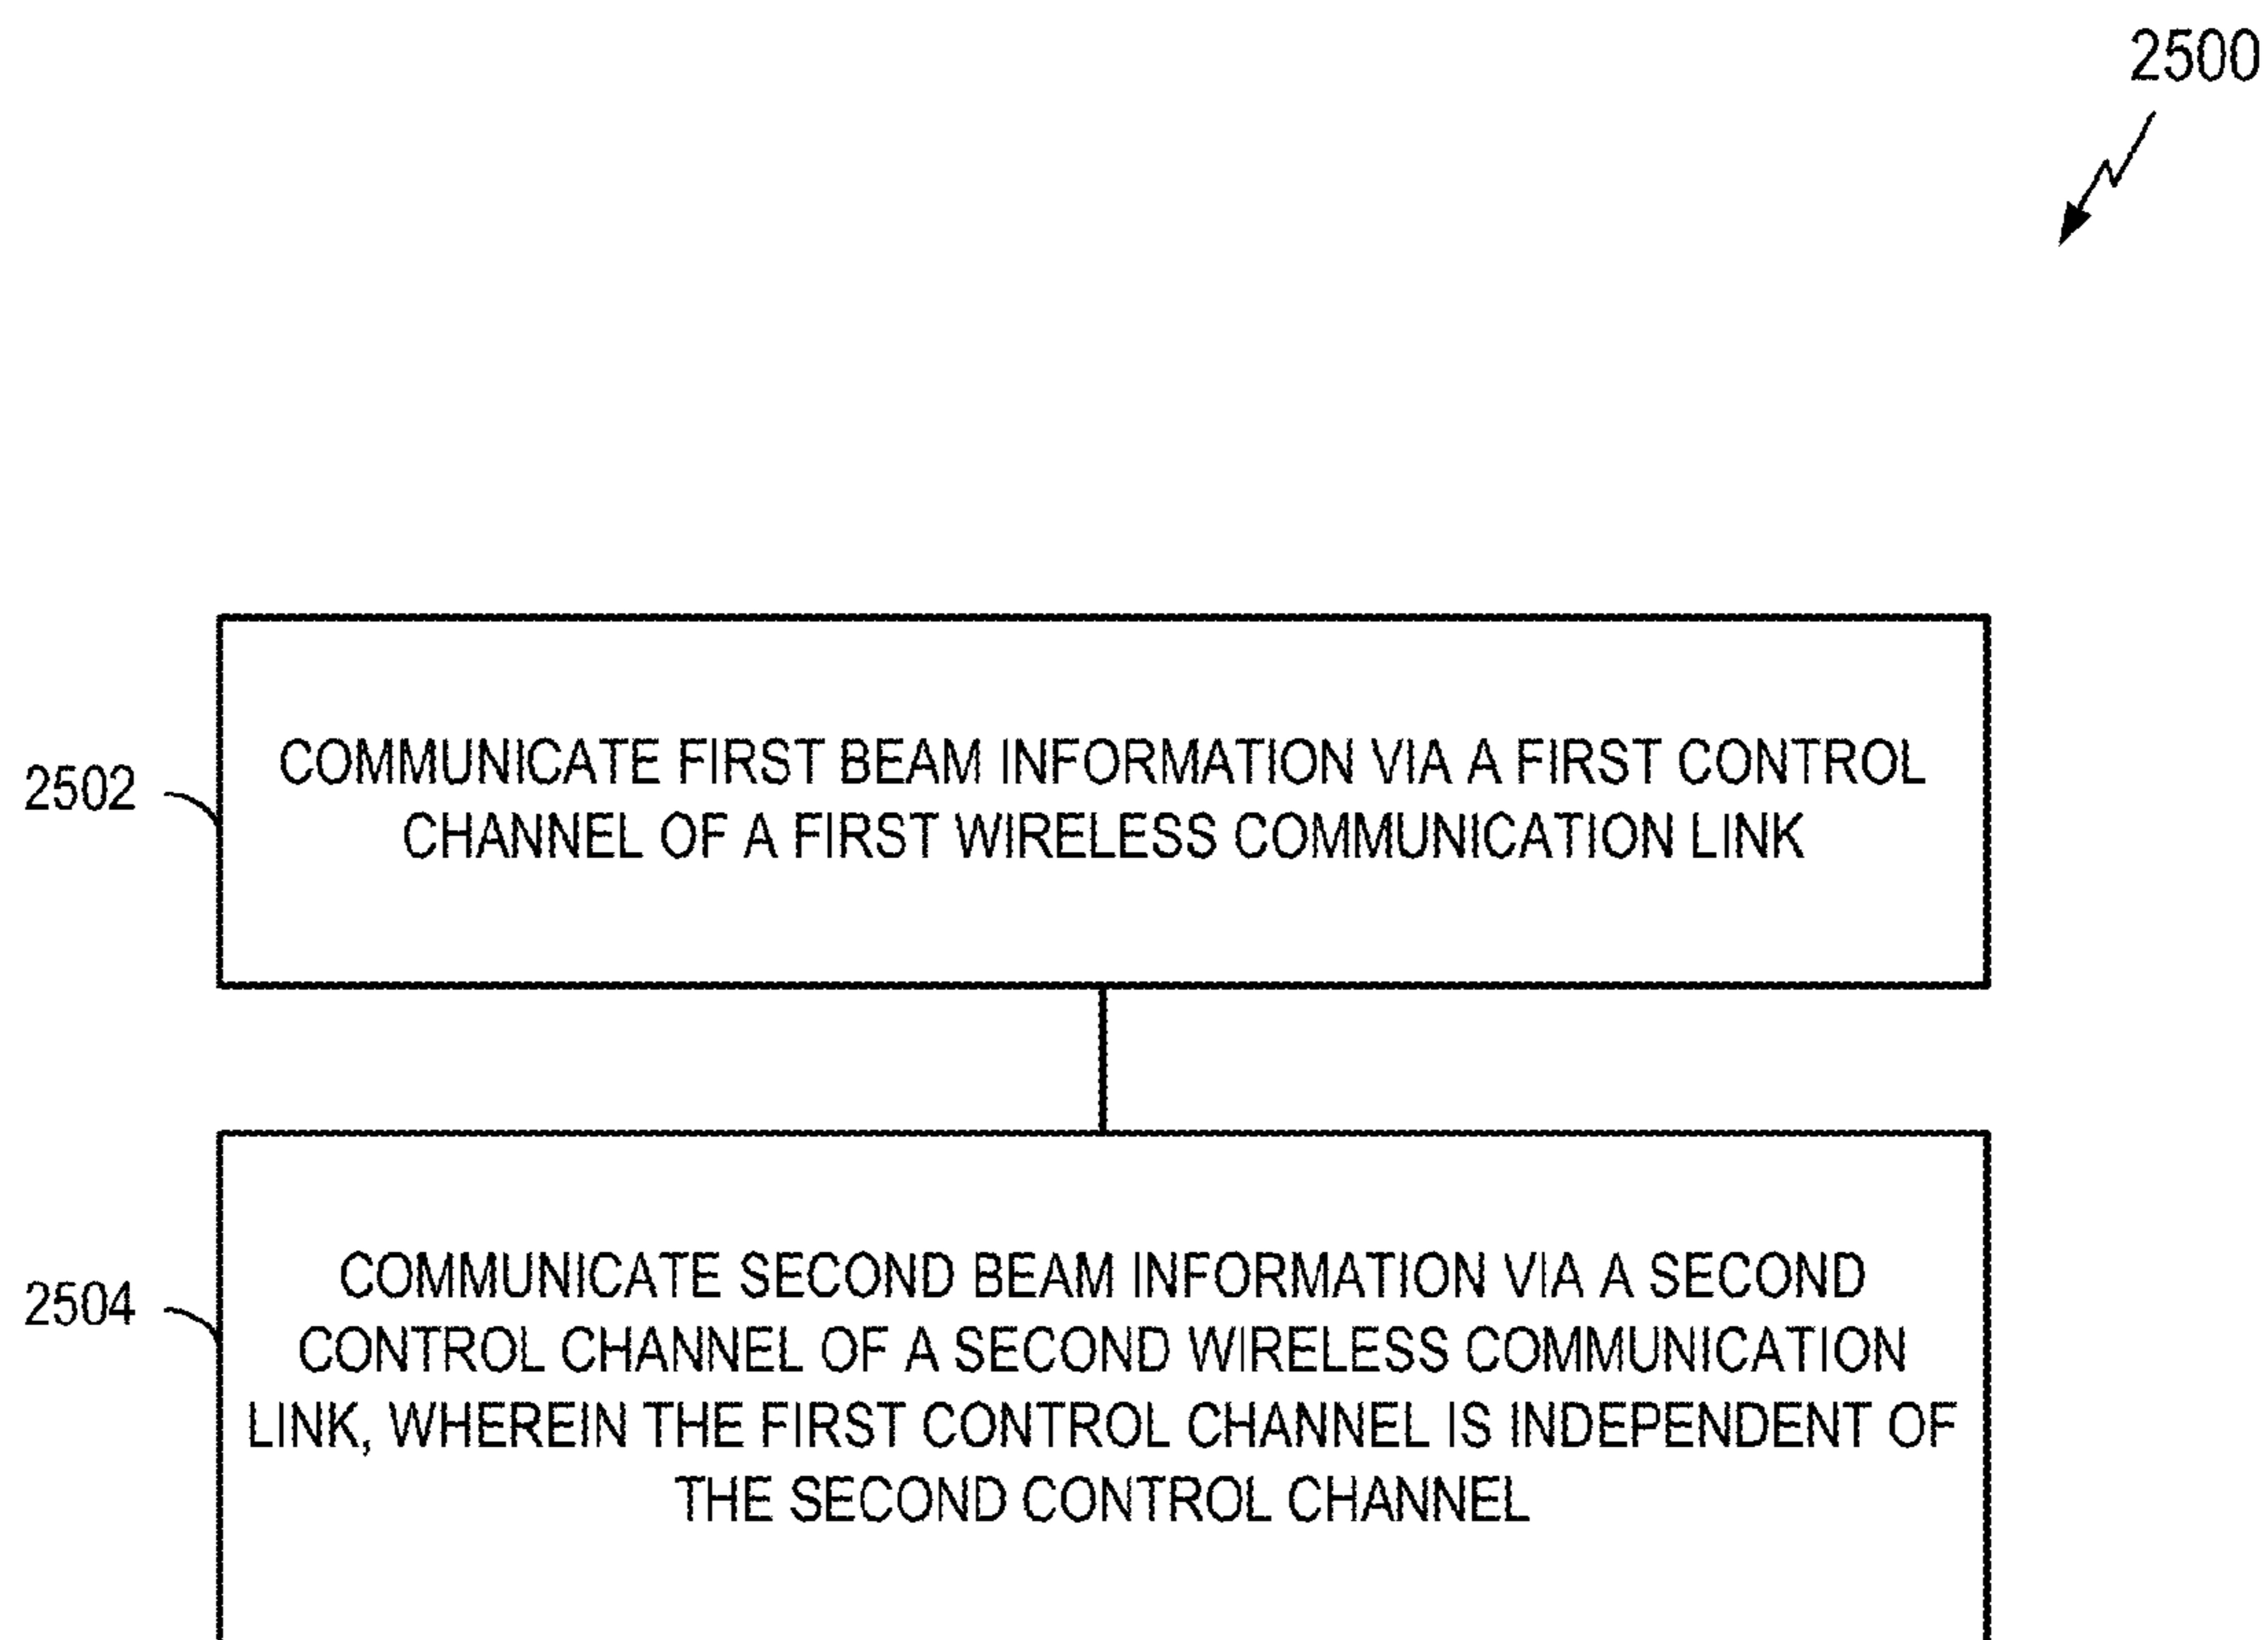 2500
2502
COMMUNICATE FIRST BEAM INFORMATION VIA A FIRST CONTROL
CHANNEL OF A FIRST WIRELESS COMMUNICATION LINK
2504
COMMUNICATE SECOND BEAM INFORMATION VIA A SECOND
CONTROL CHANNEL OF A SECOND WIRELESS COMMUNICATION
LINK, WHEREIN THE FIRST CONTROL CHANNEL IS INDEPENDENT OF
THE SECOND CONTROL CHANNEL